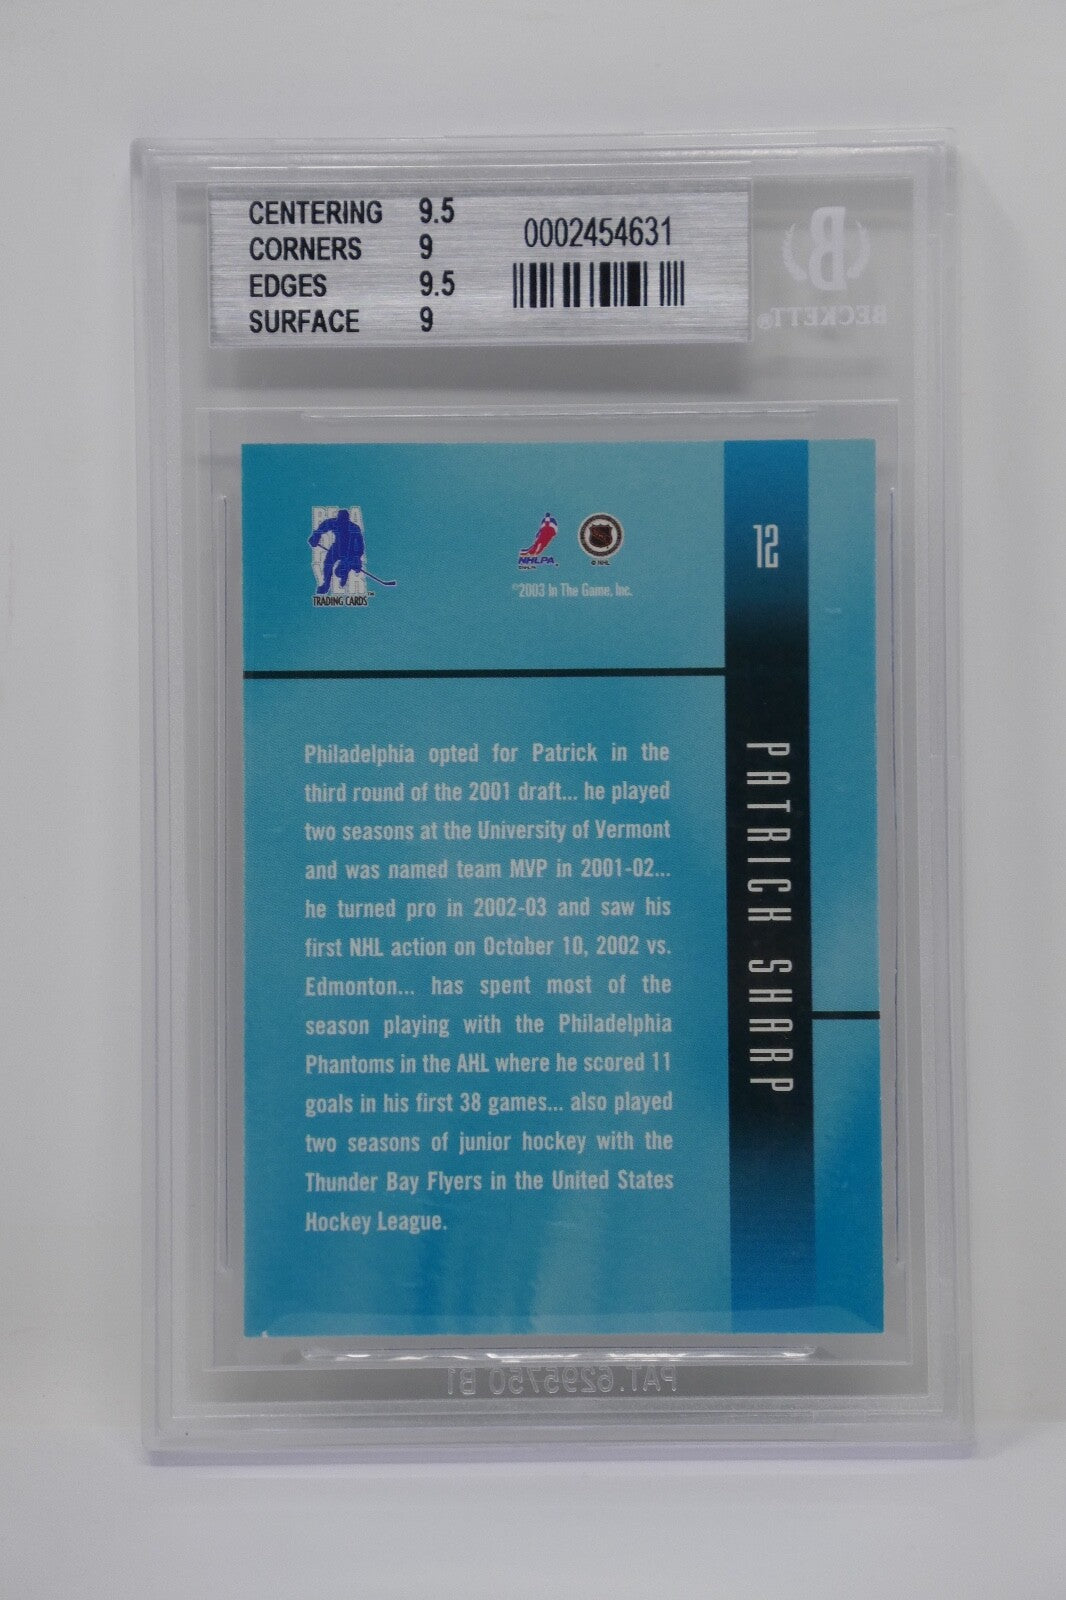 CENTERING 9.5
CORNERS 9
EDGES 9.5
SURFACE 9
0002454631
BECKETT®
BE A
PLAYER
TRADING CARDS™
NHLPA
© NHL
©2003 In The Game, Inc.
12
PATRICK SHARP
Philadelphia opted for Patrick in the
third round of the 2001 draft... he played
two seasons at the University of Vermont
and was named team MVP in 2001-02...
he turned pro in 2002-03 and saw his
first NHL action on October 10, 2002 vs.
Edmonton... has spent most of the
season playing with the Philadelphia
Phantoms in the AHL where he scored 11
goals in his first 38 games... also played
two seasons of junior hockey with the
Thunder Bay Flyers in the United States
Hockey League.
PAT.6295750 B1